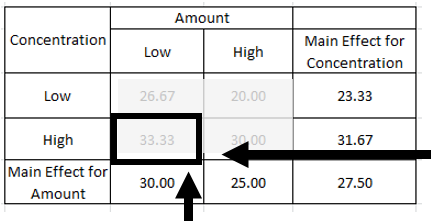 Amount
Concentration
Low High
Main Effect for
Concentration
Low 26.67 20.00 23.33
High 33.33 30.00 31.67
Main Effect for
Amount
30.00 25.00 27.50